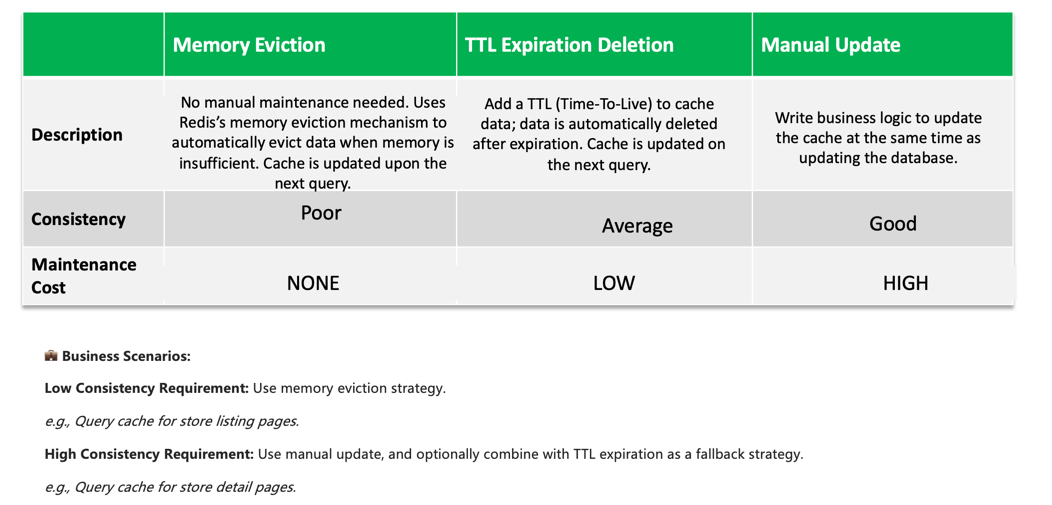 Memory Eviction
TTL Expiration Deletion
Manual Update
Description
No manual maintenance needed. Uses
Redis’s memory eviction mechanism to
automatically evict data when memory is
insufficient. Cache is updated upon the
next query.
Add a TTL (Time-To-Live) to cache
data; data is automatically deleted
after expiration. Cache is updated on
the next query.
Write business logic to update
the cache at the same time as
updating the database.
Consistency
Poor
Average
Good
Maintenance
Cost
NONE
LOW
HIGH
💼 Business Scenarios:
Low Consistency Requirement: Use memory eviction strategy.
e.g., Query cache for store listing pages.
High Consistency Requirement: Use manual update, and optionally combine with TTL expiration as a fallback strategy.
e.g., Query cache for store detail pages.